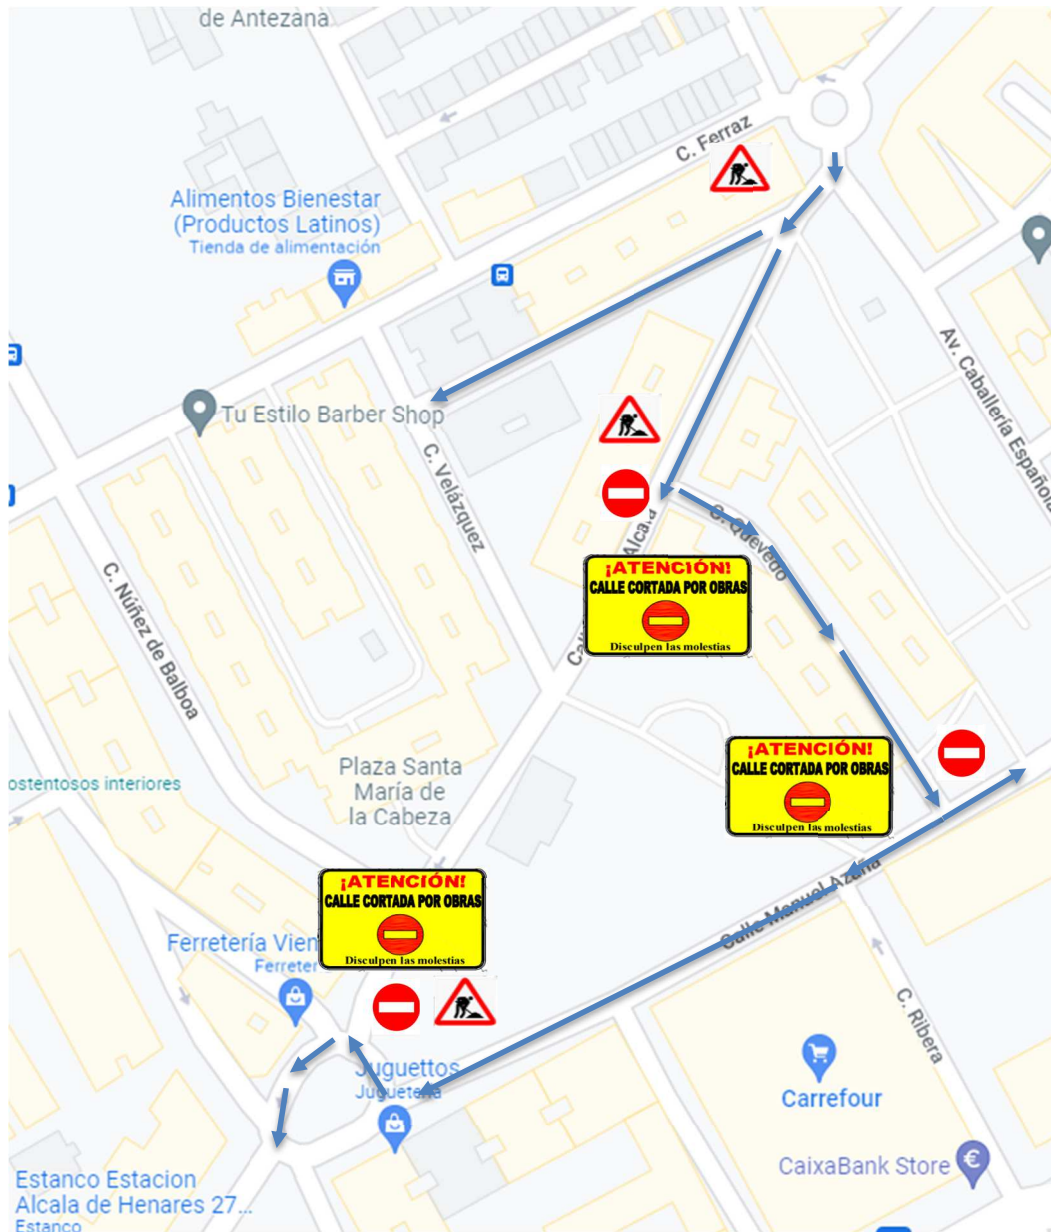 de Antezana
C. Ferraz
Alimentos Bienestar
(Productos Latinos)
Tienda de alimentación
Av. Caballería Española
Tu Estilo Barber Shop
C. Velázquez
C. Quevedo
Alcalá
¡ATENCIÓN!
CALLE CORTADA POR OBRAS
Disculpen las molestias
C. Núñez de Balboa
¡ATENCIÓN!
CALLE CORTADA POR OBRAS
Disculpen las molestias
Plaza Santa
María de
la Cabeza
ostentosos interiores
¡ATENCIÓN!
CALLE CORTADA POR OBRAS
Disculpen las molestias
Calle Manuel Azaña
Ferretería Vien
Ferreter
C. Ribera
Juguettos
Juguetería
Carrefour
CaixaBank Store
€
Estanco Estacion
Alcala de Henares 27...
Estanco